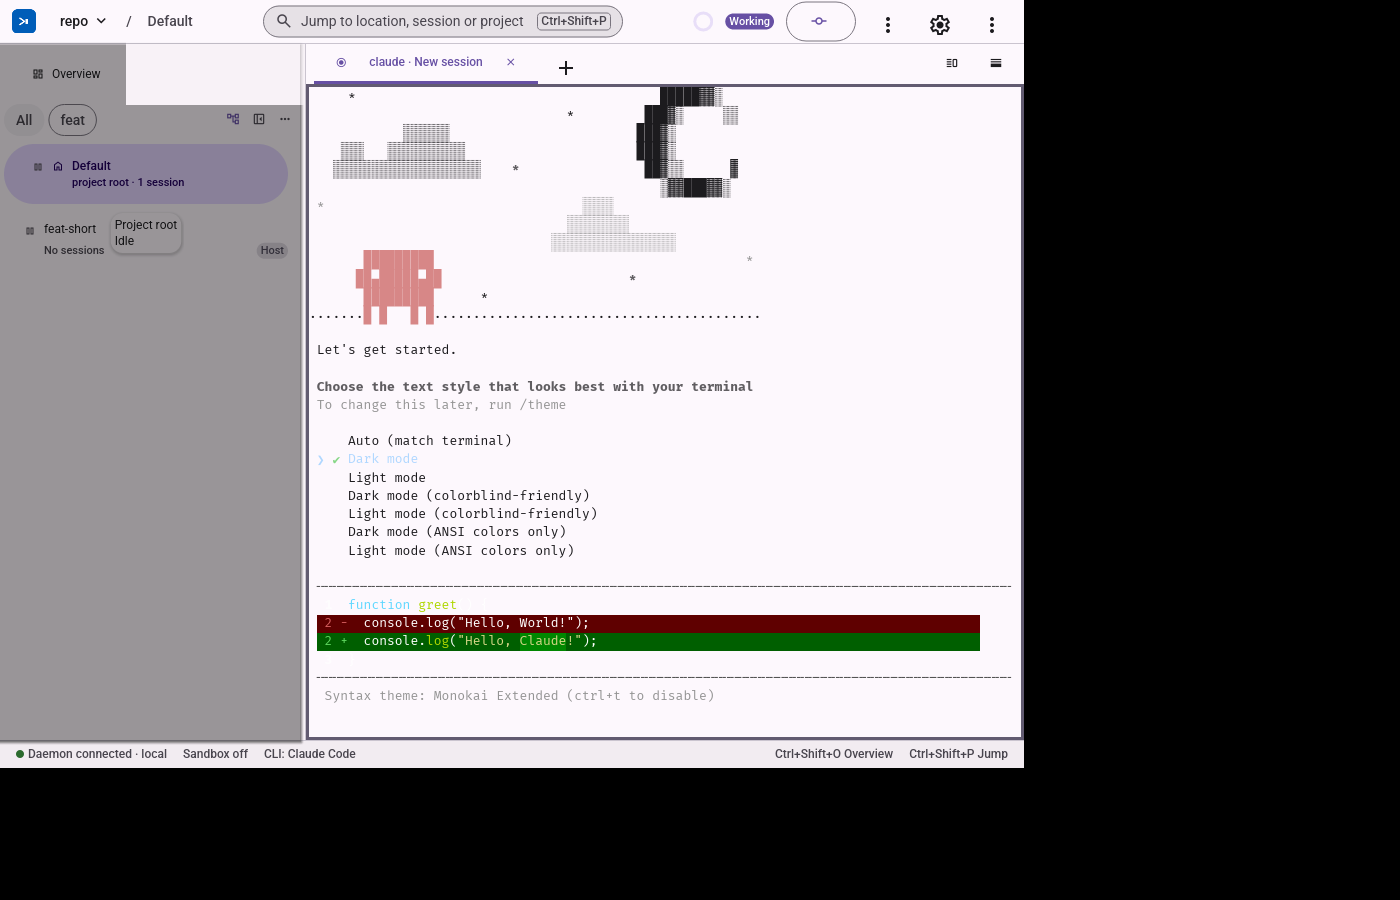 repo / Default
Jump to location, session or project Ctrl+Shift+P
Working
Overview
claude · New session
All feat
Default
project root · 1 session
feat-short
No sessions
Project root
Idle
Host
Let's get started.
Choose the text style that looks best with your terminal
To change this later, run /theme
Auto (match terminal)
❯ ✔ Dark mode
Light mode
Dark mode (colorblind-friendly)
Light mode (colorblind-friendly)
Dark mode (ANSI colors only)
Light mode (ANSI colors only)
function greet
2 - console.log("Hello, World!");
2 + console.log("Hello, Claude!");
Syntax theme: Monokai Extended (ctrl+t to disable)
Daemon connected · local Sandbox off CLI: Claude Code Ctrl+Shift+O Overview Ctrl+Shift+P Jump